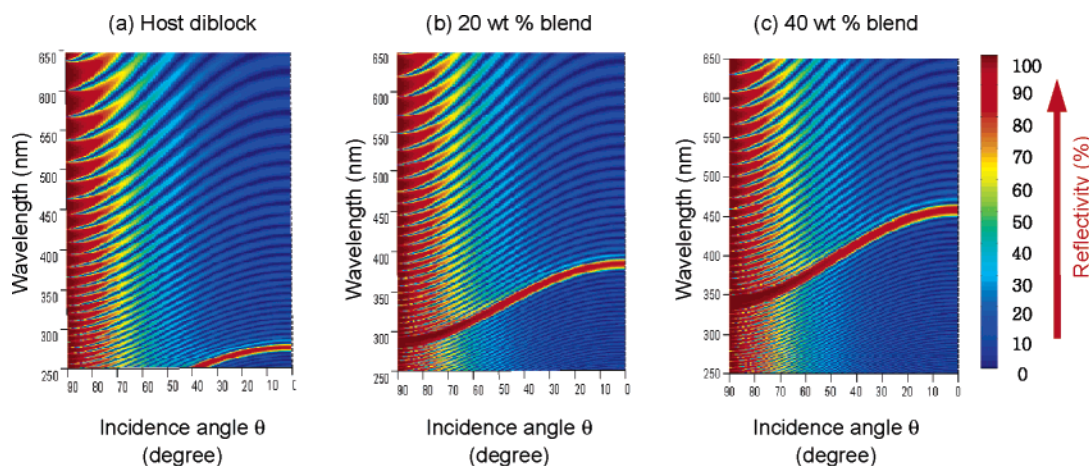 (a) Host diblock
(b) 20 wt % blend
(c) 40 wt % blend
Wavelength (nm)
650
600
550
500
450
400
350
300
250
90 80 70 60 50 40 30 20 10 0
Incidence angle θ
(degree)
Wavelength (nm)
650
600
550
500
450
400
350
300
250
90 80 70 60 50 40 30 20 10 0
Incidence angle θ
(degree)
Wavelength (nm)
650
600
550
500
450
400
350
300
250
90 80 70 60 50 40 30 20 10 0
Incidence angle θ
(degree)
100
90
80
70
60
50
40
30
20
10
0
Reflectivity (%)